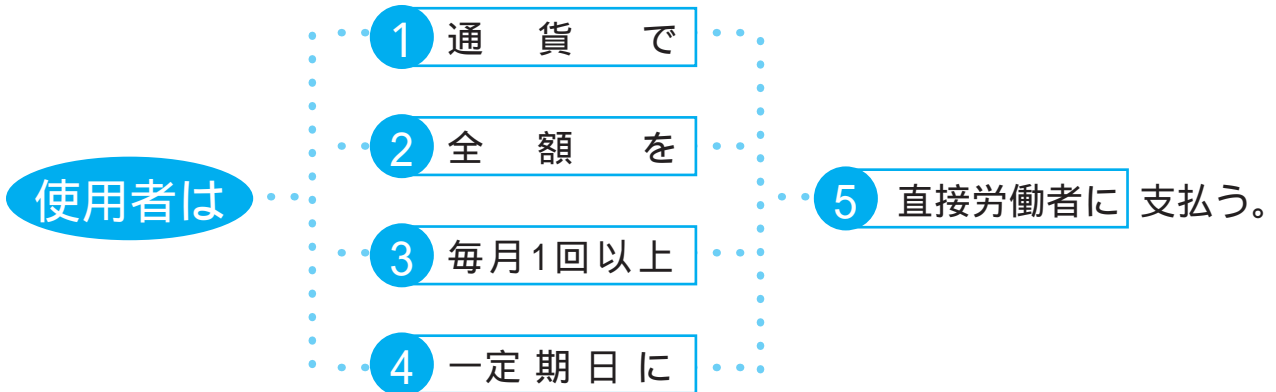 使用者は
1 通貨で
2 全額を
3 毎月1回以上
4 一定期日に
5 直接労働者に 支払う。